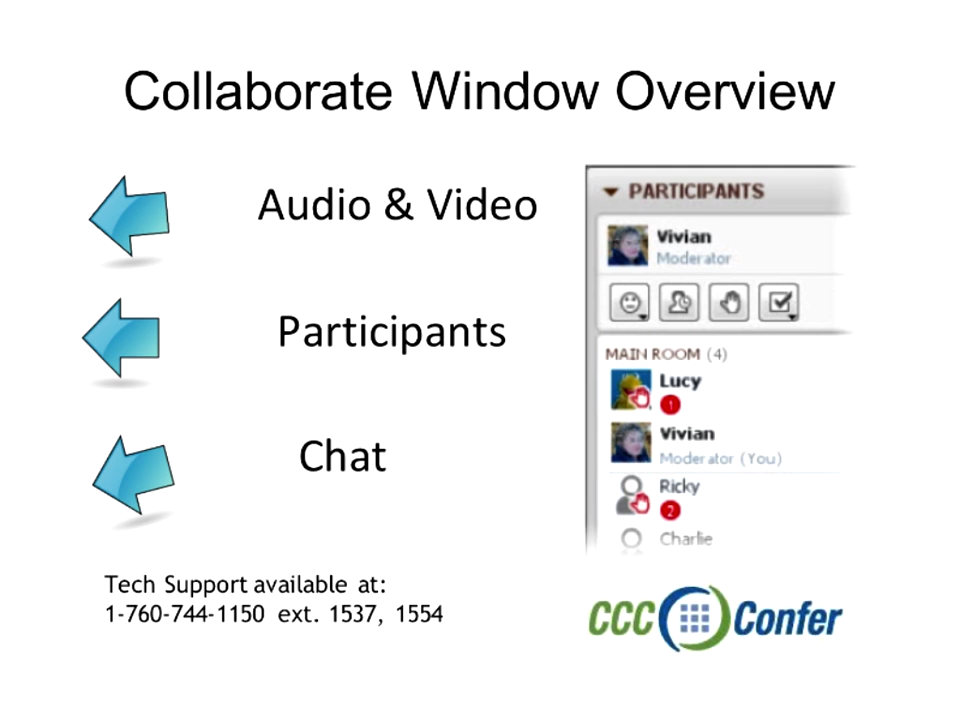 Collaborate Window Overview
Audio & Video
Participants
Chat
Tech Support available at:
1-760-744-1150 ext. 1537, 1554
PARTICIPANTS
Vivian
Moderator
MAIN ROOM (4)
Lucy
1
Vivian
Moderator (You)
Ricky
2
Charlie
CCC Confer